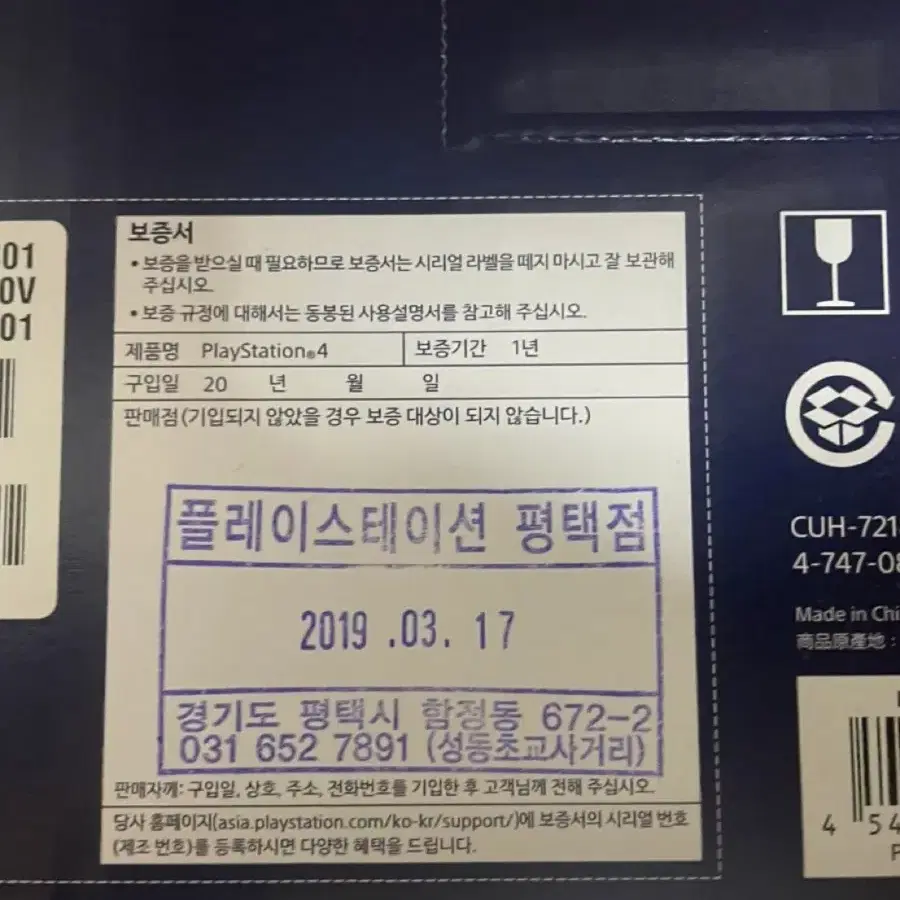 보증서
• 보증을 받으실 때 필요하므로 보증서는 시리얼 라벨을 떼지 마시고 잘 보관해
주십시오.
• 보증 규정에 대해서는 동봉된 사용설명서를 참고해 주십시오.
제품명 PlayStation®4 보증기간 1년
구입일 20 년 월 일
판매점(기입되지 않았을 경우 보증 대상이 되지 않습니다.)
플레이스테이션 평택점
2019 .03. 17
경기도 평택시 합정동 672-2
031 652 7891 (성동초교사거리)
판매자께: 구입일, 상호, 주소, 전화번호를 기입한 후 고객님께 전해 주십시오.
당사 홈페이지(asia.playstation.com/ko-kr/support/)에 보증서의 시리얼 번호
(제조 번호)를 등록하시면 다양한 혜택을 드립니다.
01
0V
01
CUH-721
4-747-08
Made in Chi
商品原產地 :
4 54